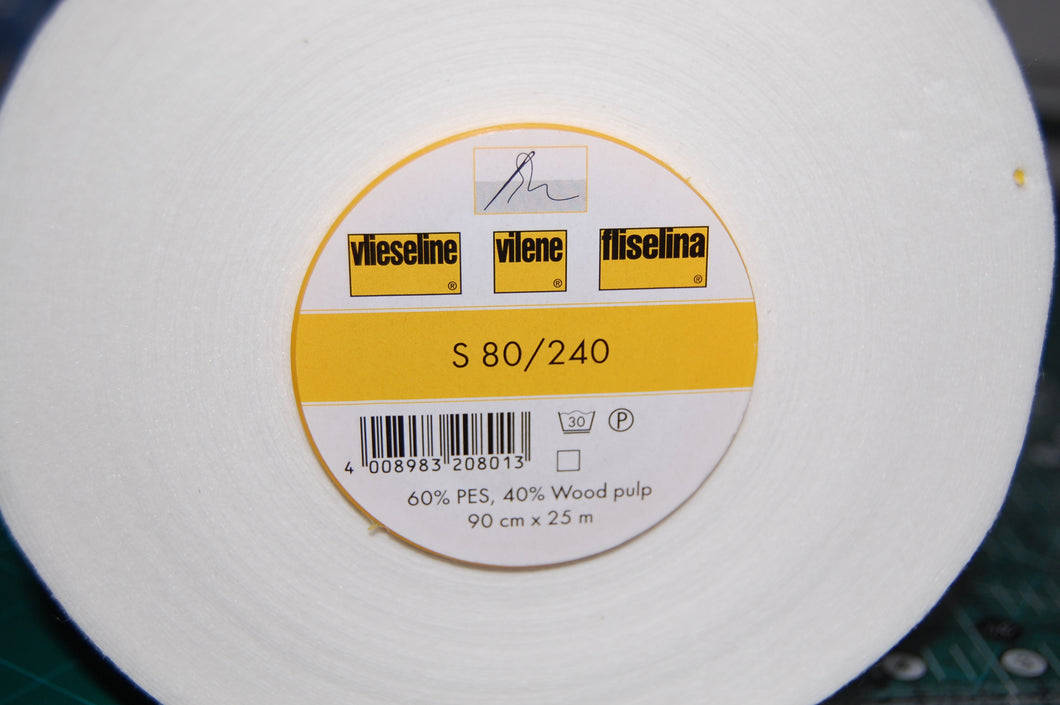 vlieseline® vilene® fliselina®
S 80/240
30 P
4 008983 208013
60% PES, 40% Wood pulp
90 cm x 25 m